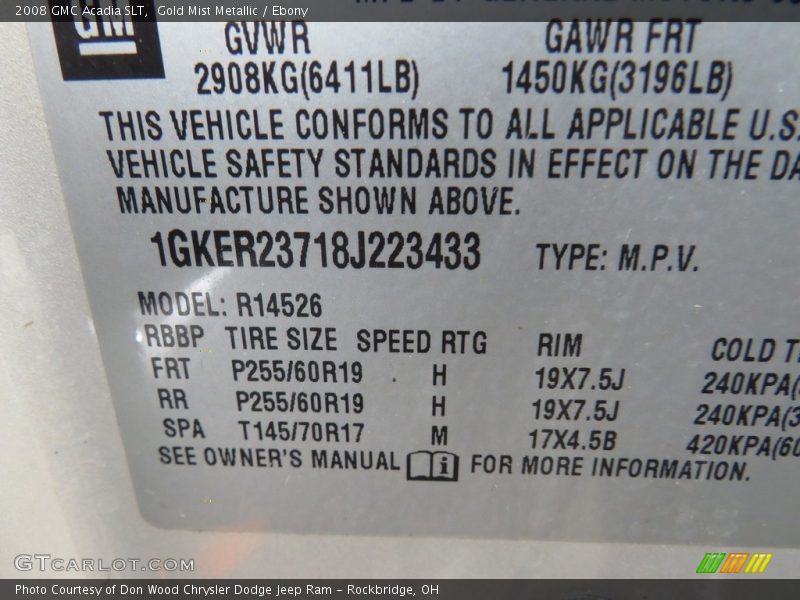 2008 GMC Acadia SLT, Gold Mist Metallic / Ebony
GM
GVWR GAWR FRT
2908KG(6411LB) 1450KG(3196LB)
THIS VEHICLE CONFORMS TO ALL APPLICABLE U.S.
VEHICLE SAFETY STANDARDS IN EFFECT ON THE DA
MANUFACTURE SHOWN ABOVE.
1GKER23718J223433 TYPE: M.P.V.
MODEL: R14526
RBBP TIRE SIZE SPEED RTG RIM COLD T
FRT P255/60R19 H 19X7.5J 240KPA(
RR P255/60R19 H 19X7.5J 240KPA(3
SPA T145/70R17 M 17X4.5B 420KPA(60
SEE OWNER'S MANUAL i FOR MORE INFORMATION.
GTCARLOT.COM
Photo Courtesy of Don Wood Chrysler Dodge Jeep Ram – Rockbridge, OH